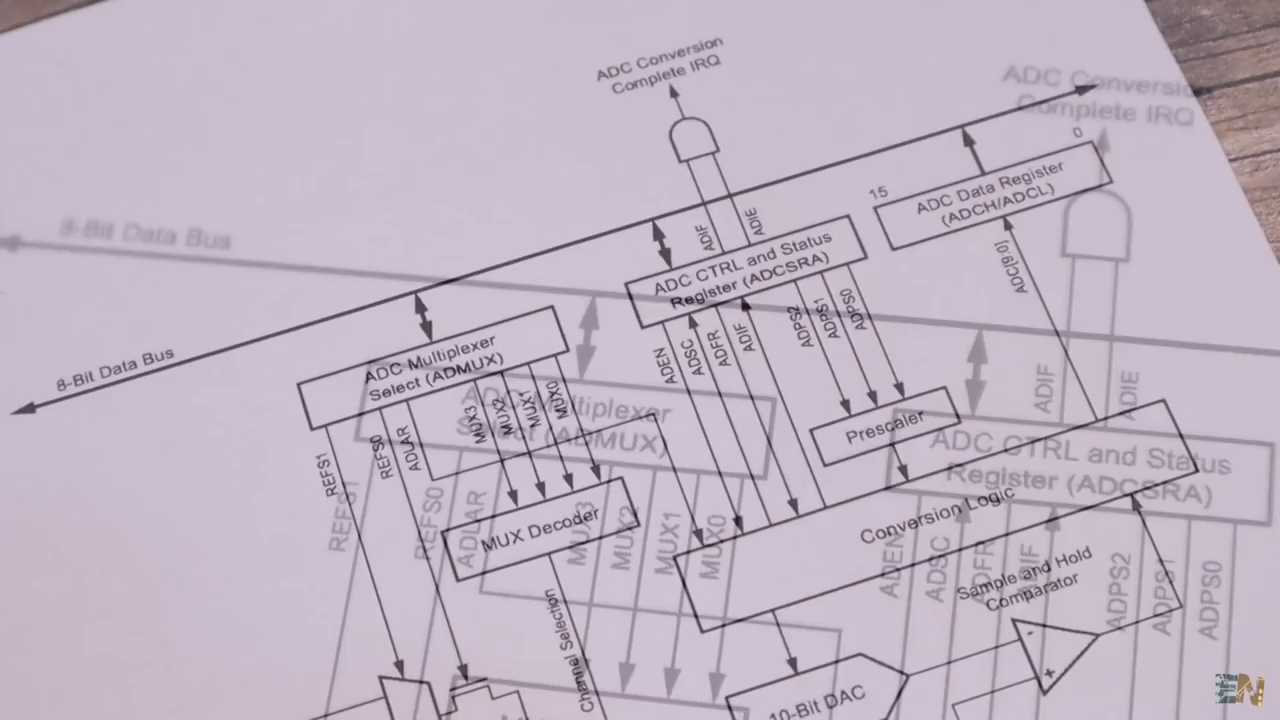 ADC Conversion
Complete IRQ
ADC Conversion
Complete IRQ
0
15
ADC Data Register
(ADCH/ADCL)
ADIF
ADIE
8-Bit Data Bus
ADC CTRL and Status
Register (ADCSRA)
ADC[9:0]
8-Bit Data Bus
ADC Multiplexer
Select (ADMUX)
ADEN
ADSC
ADFR
ADIF
ADPS2
ADPS1
ADPS0
Prescaler
ADIF
ADIE
ADC Multiplexer
Select (ADMUX)
ADC CTRL and Status
Register (ADCSRA)
REFS1
REFS0
ADLAR
MUX3
MUX2
MUX1
MUX0
MUX Decoder
Conversion Logic
REFS1
REFS0
ADLAR
MUX3
MUX2
MUX1
MUX0
ADEN
ADSC
ADFR
ADIF
ADPS2
ADPS1
ADPS0
Sample and Hold
Comparator
-
+
Channel Selection
10-Bit DAC
EN